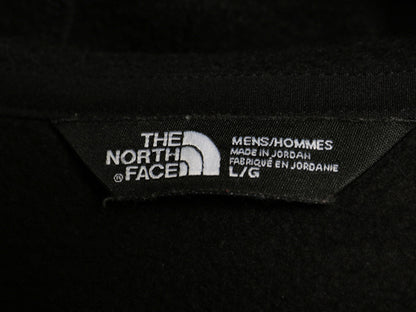 THE
NORTH
®FACE
MENS/HOMMES
MADE IN JORDAN
FABRIQUÉ EN JORDANIE
L/G